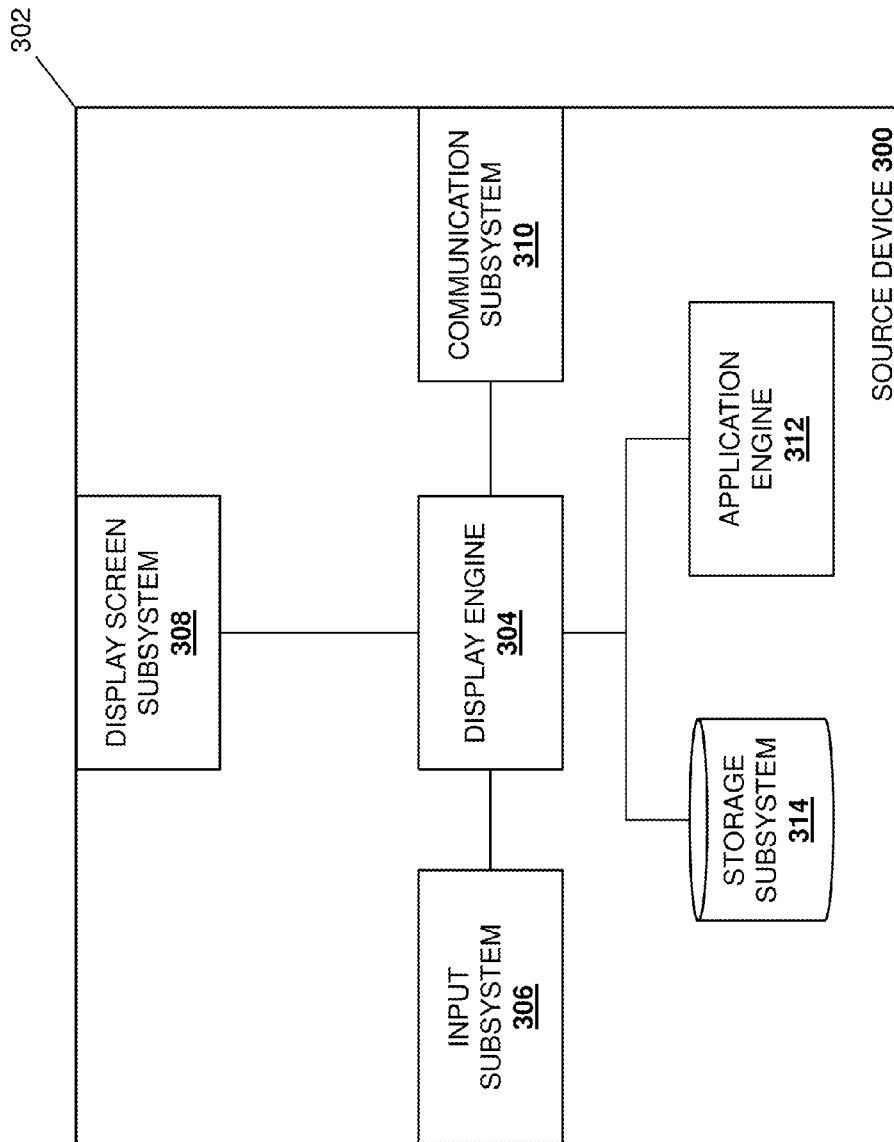 302
DISPLAY SCREEN
SUBSYSTEM
308
INPUT
SUBSYSTEM
306
DISPLAY ENGINE
304
COMMUNICATION
SUBSYSTEM
310
STORAGE
SUBSYSTEM
314
APPLICATION
ENGINE
312
SOURCE DEVICE 300